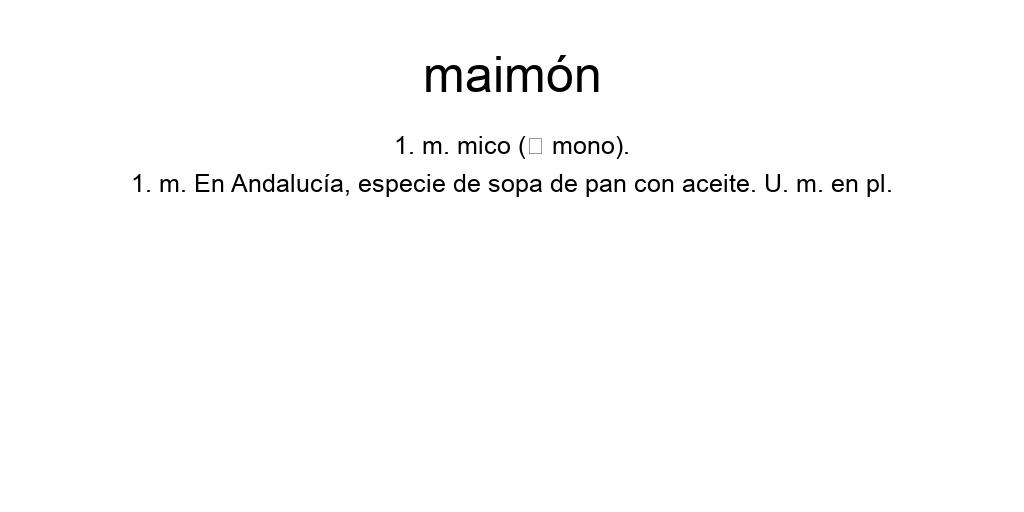 maimón
1. m. mico (▯ mono).
1. m. En Andalucía, especie de sopa de pan con aceite. U. m. en pl.